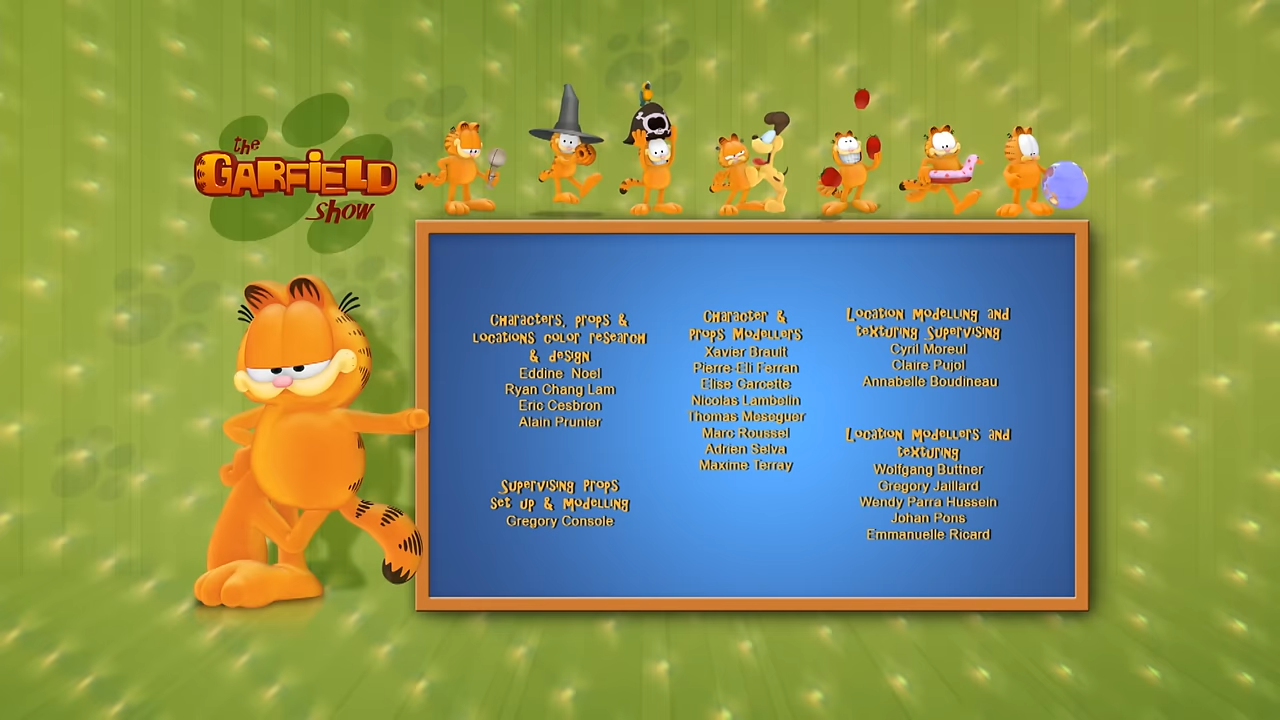 the
GARFiELD
show
Characters, props &
Locations color research
& design
Eddine Noel
Ryan Chang Lam
Eric Cesbron
Alain Prunier
Supervising Props
Set up & Modelling
Gregory Console
Character &
Props Modellers
Xavier Brault
Pierre-Eli Ferran
Elise Garcette
Nicolas Lambelin
Thomas Meseguer
Marc Roussel
Adrien Selva
Maxime Terray
Location Modelling and
texturing Supervising
Cyril Moreul
Claire Pujol
Annabelle Boudineau
Location Modellers and
texturing
Wolfgang Buttner
Gregory Jaillard
Wendy Parra Hussein
Johan Pons
Emmanuelle Ricard